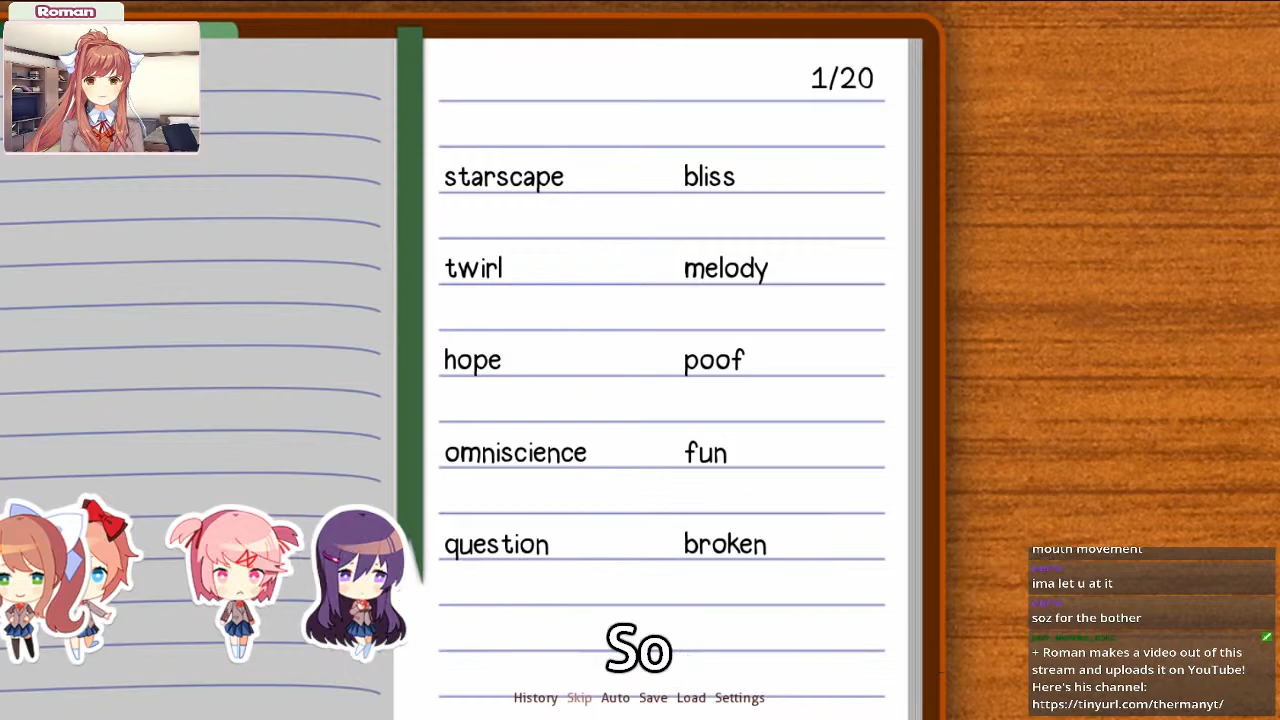 Roman
1/20
starscape bliss
twirl melody
hope poof
omniscience fun
question broken
So
History Skip Auto Save Load Settings
mouth movement
ima let u at it
soz for the bother
+ Roman makes a video out of this
stream and uploads it on YouTube!
Here's his channel:
https://tinyurl.com/thermanyt/